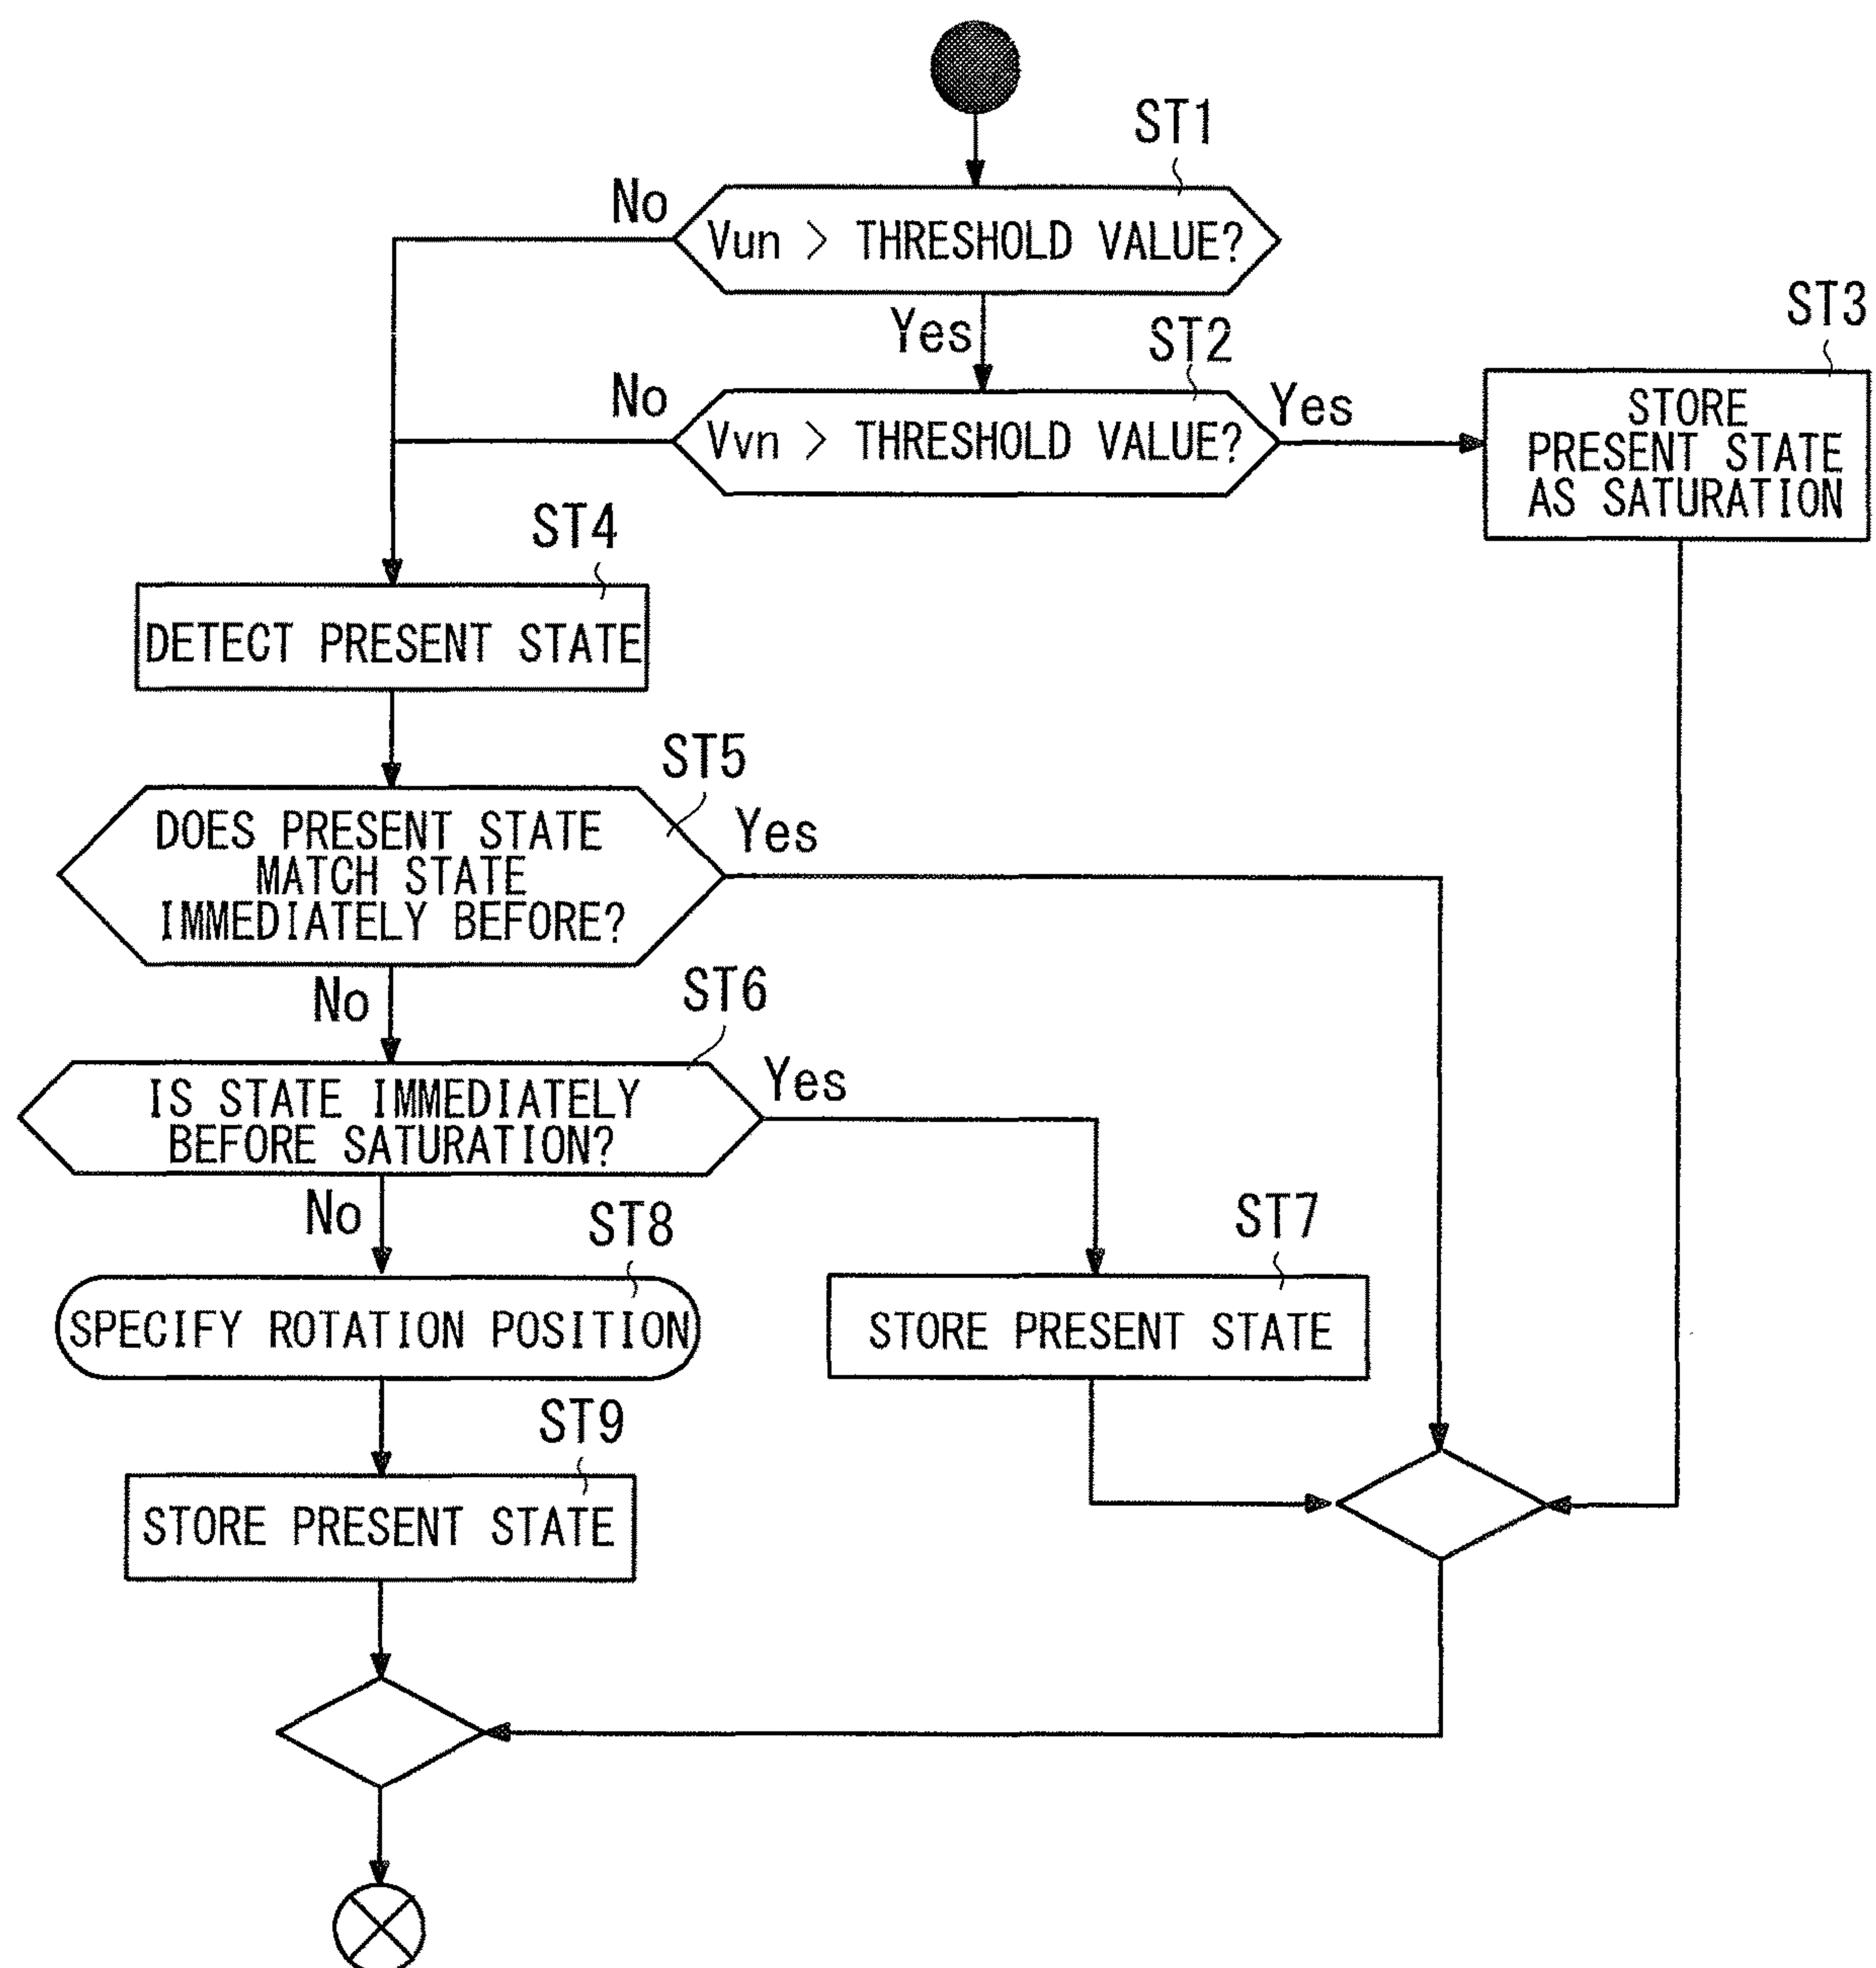 ST1
No
Vun > THRESHOLD VALUE?
Yes
ST2
ST3
No
Vvn > THRESHOLD VALUE?
Yes
STORE
PRESENT STATE
AS SATURATION
ST4
DETECT PRESENT STATE
ST5
DOES PRESENT STATE
MATCH STATE
IMMEDIATELY BEFORE?
Yes
No
ST6
IS STATE IMMEDIATELY
BEFORE SATURATION?
Yes
No
ST8
SPECIFY ROTATION POSITION
ST7
STORE PRESENT STATE
ST9
STORE PRESENT STATE